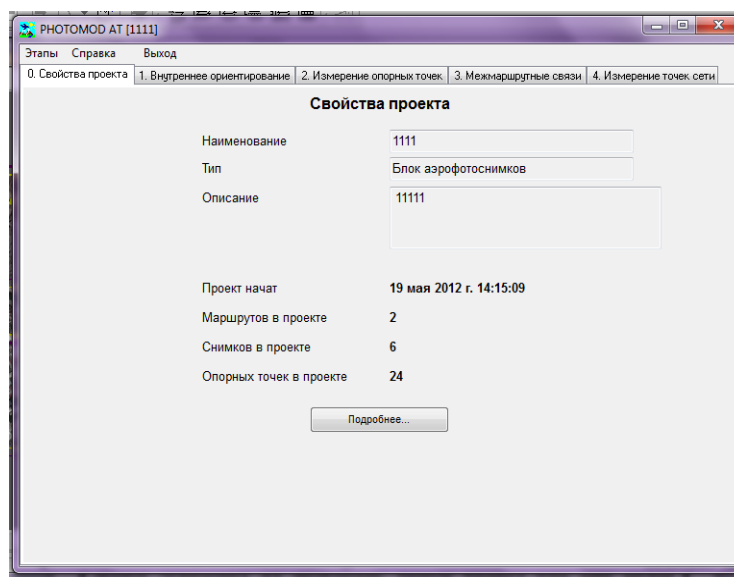 PHOTOMOD AT [1111]
Этапы Справка Выход
0. Свойства проекта 1. Внутреннее ориентирование 2. Измерение опорных точек 3. Межмаршрутные связи 4. Измерение точек сети
Свойства проекта
Наименование 1111
Тип Блок аэрофотоснимков
Описание 11111
Проект начат 19 мая 2012 г. 14:15:09
Маршрутов в проекте 2
Снимков в проекте 6
Опорных точек в проекте 24
Подробнее...